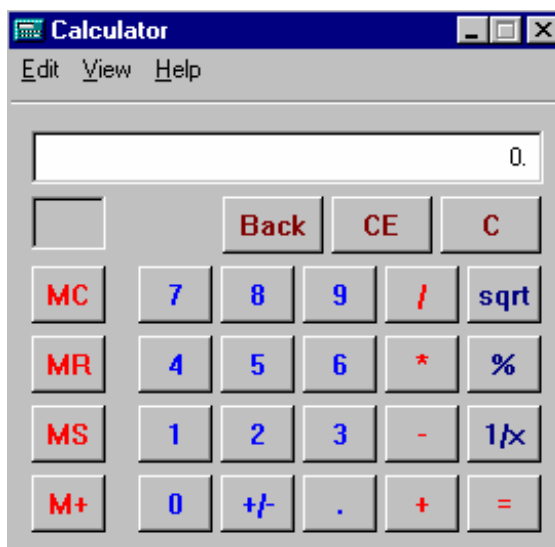 Calculator
Edit View Help
0.
Back CE C
MC 7 8 9 / sqrt
MR 4 5 6 * %
MS 1 2 3 - 1/x
M+ 0 +/- . + =